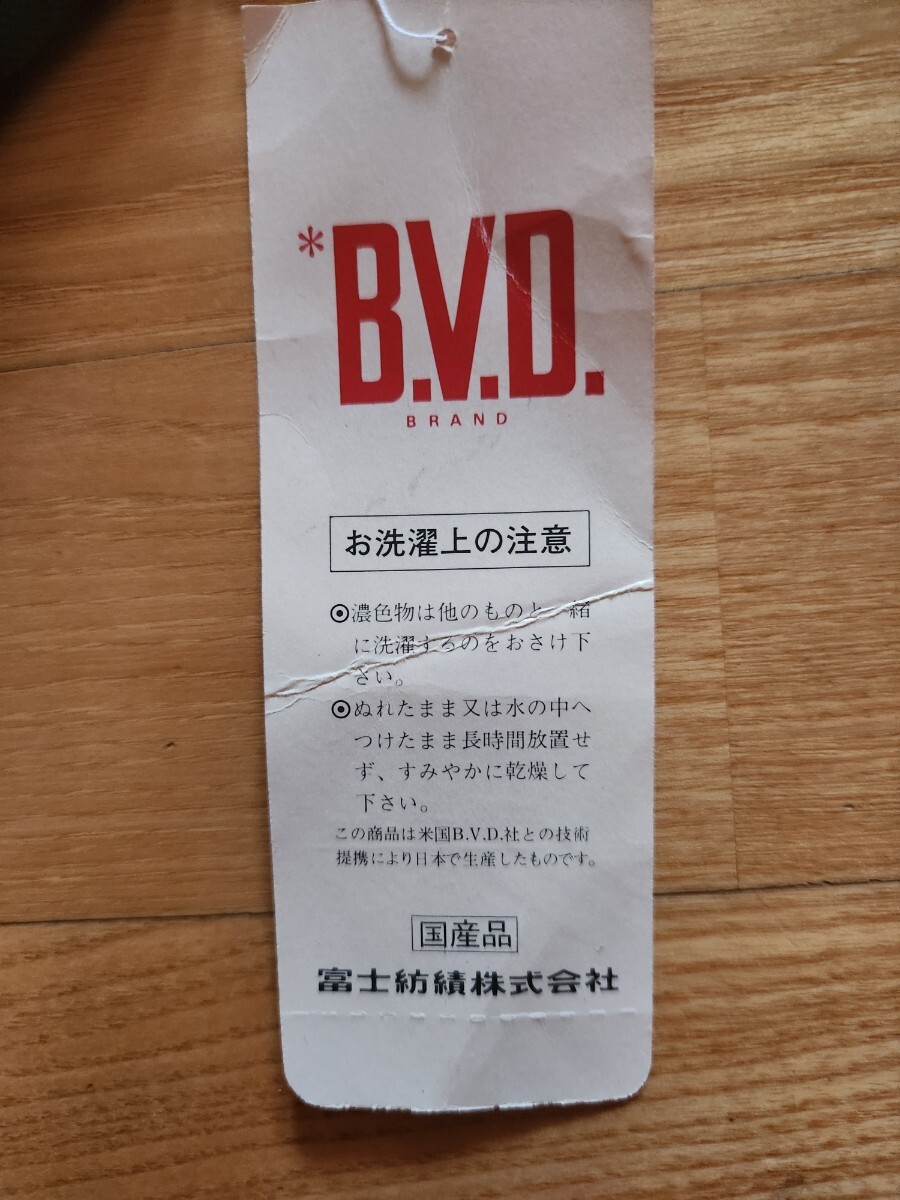 *B.V.D.
BRAND
お洗濯上の注意
◉濃色物は他のものと一緒
に洗濯するのをおさけ下
さい。
◉ぬれたまま又は水の中へ
つけたまま長時間放置せ
ず、すみやかに乾燥して
下さい。
この商品は米国B.V.D.社との技術
提携により日本で生産したものです。
国産品
富士紡績株式会社